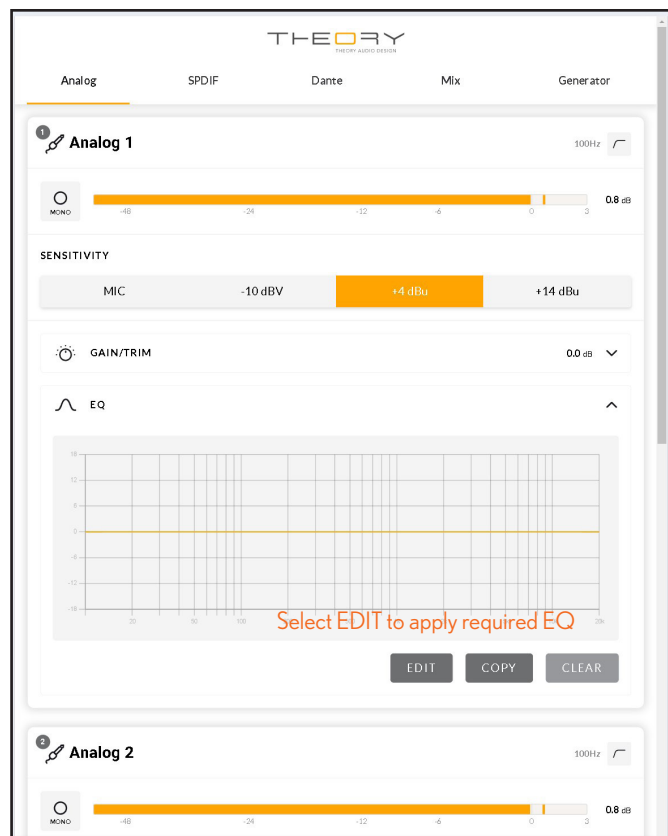 THEORY
THEORY AUDIO DESIGN
Analog SPDIF Dante Mix Generator
1
Analog 1 100Hz
MONO 0.8 dB
-48 -24 -12 -6 0 3
SENSITIVITY
MIC -10 dBV +4 dBu +14 dBu
GAIN/TRIM 0.0 dB
EQ
18
12
6
0
-6
-12
-18
20 50 100 20k
Select EDIT to apply required EQ
EDIT COPY CLEAR
2
Analog 2 100Hz
MONO 0.8 dB
-48 -24 -12 -6 0 3